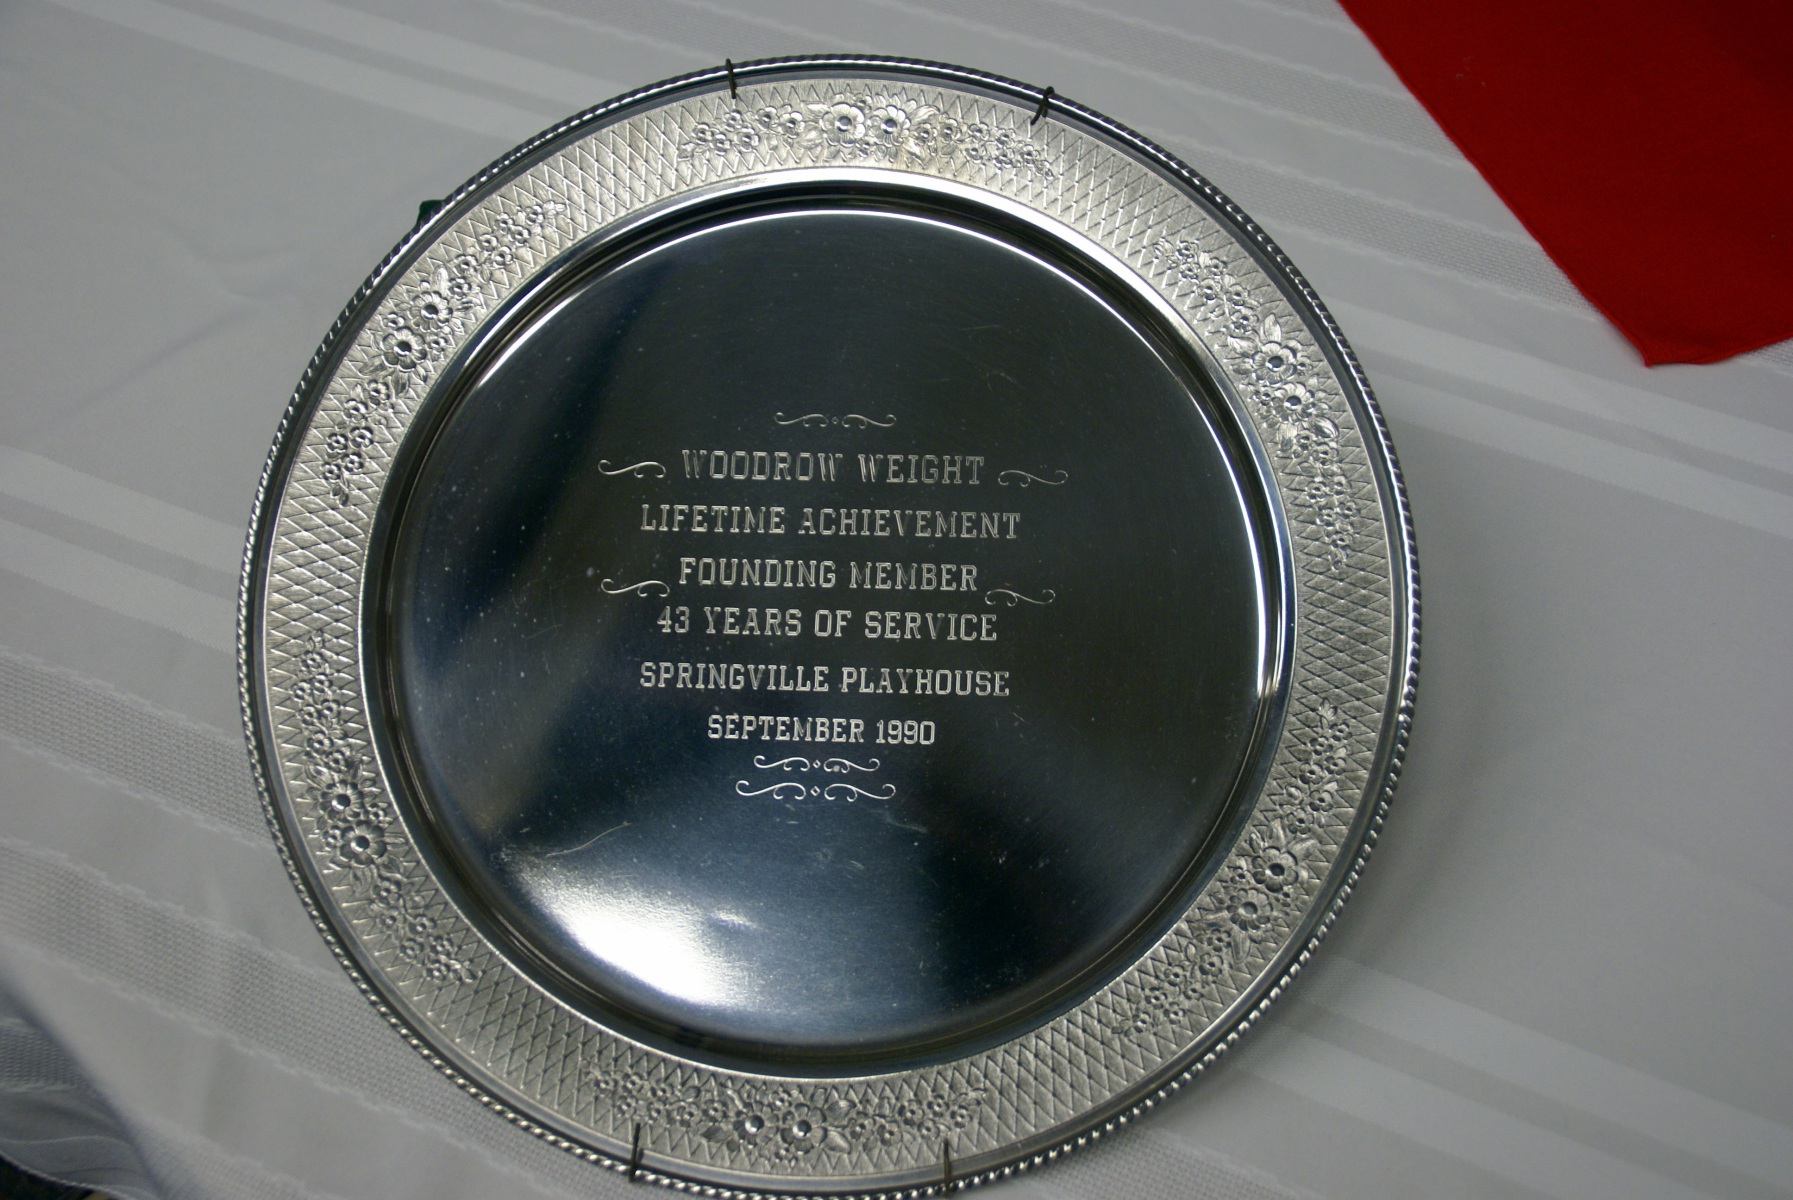 WOODROW WEIGHT
LIFETIME ACHIEVEMENT
FOUNDING MEMBER
43 YEARS OF SERVICE
SPRINGVILLE PLAYHOUSE
SEPTEMBER 1990